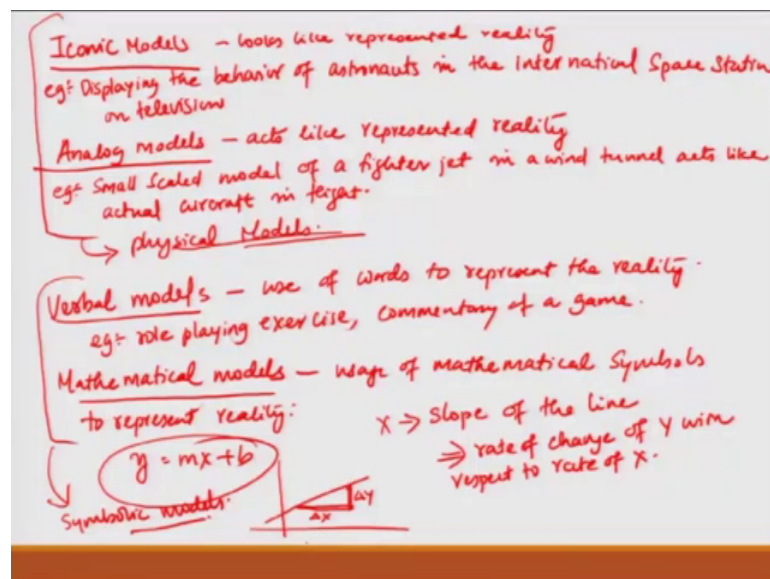 Iconic Models – looks like represented reality
eg:- Displaying the behavior of astronauts in the International Space Station
on television
Analog models – acts like represented reality
eg:- Small Scaled model of a fighter jet in a wind tunnel acts like
actual aircraft in
→ physical Models.
Verbal models – use of words to represent the reality.
eg:- role playing exercise, commentary of a game.
Mathematical models – usage of mathematical Symbols
to represent reality:
X → Slope of the line
⇒ rate of change of Y with
respect to rate of X.
y = mx + b
Symbolic models.
ΔY
ΔX